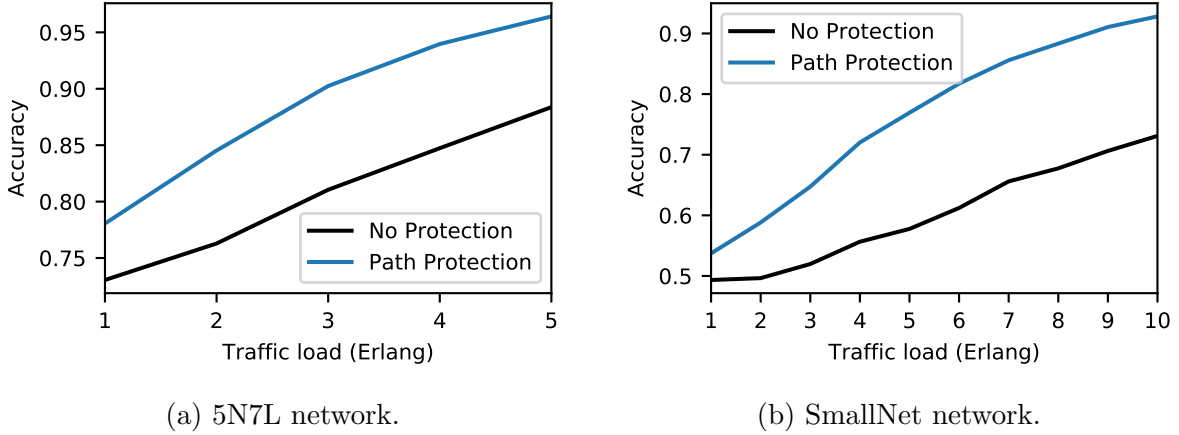 Accuracy
0.95
0.90
0.85
0.80
0.75
No Protection
Path Protection
1 2 3 4 5
Traffic load (Erlang)
(a) 5N7L network.
Accuracy
0.9
0.8
0.7
0.6
0.5
No Protection
Path Protection
1 2 3 4 5 6 7 8 9 10
Traffic load (Erlang)
(b) SmallNet network.